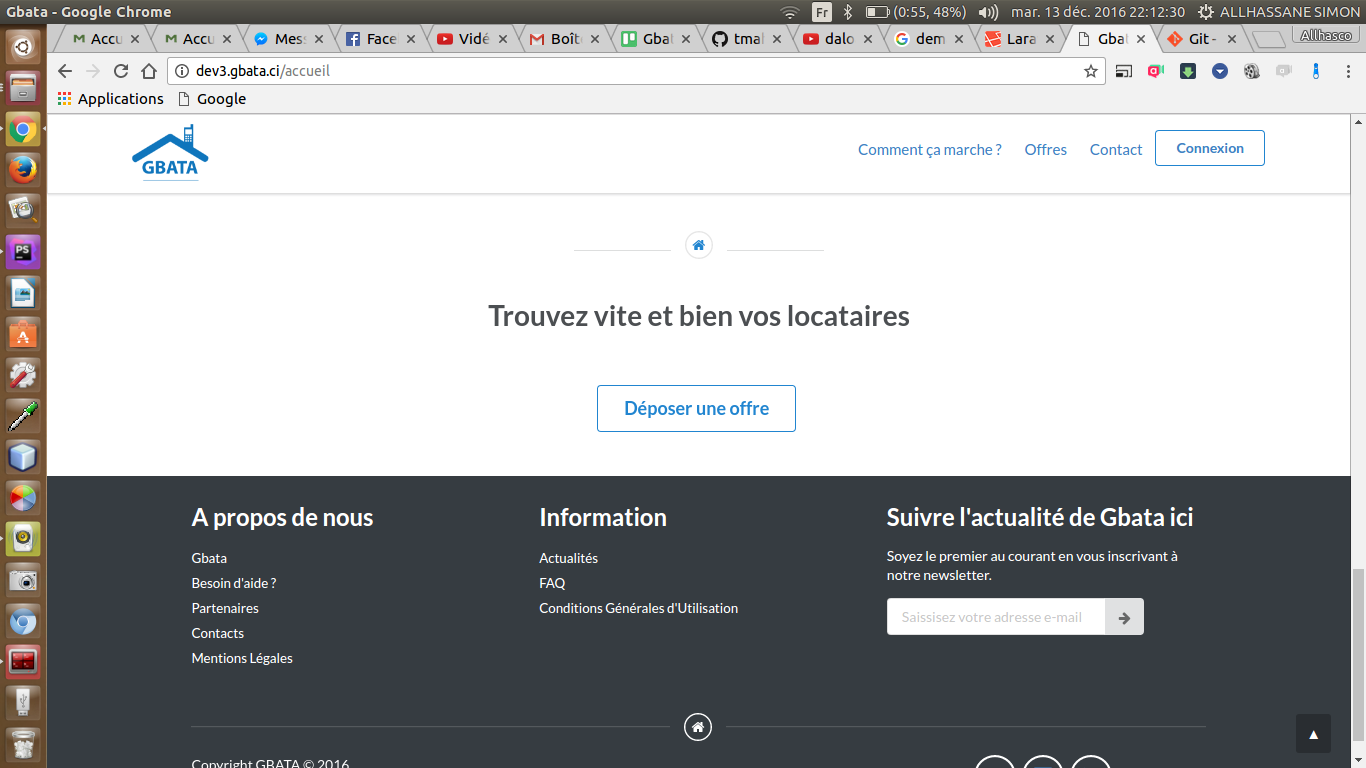 Gbata - Google Chrome
Fr
(0:55, 48%)
mar. 13 déc. 2016 22:12:30
ALLHASSANE SIMON
Accu
Accu
Mess
Face
Vidé
Boît
Gbat
tmal
dalo
dem
Lara
Gbat
Git -
Allhasco
dev3.gbata.ci/accueil
Applications
Google
GBATA
Comment ça marche ?
Offres
Contact
Connexion
Trouvez vite et bien vos locataires
Déposer une offre
A propos de nous
Gbata
Besoin d'aide ?
Partenaires
Contacts
Mentions Légales
Information
Actualités
FAQ
Conditions Générales d'Utilisation
Suivre l'actualité de Gbata ici
Soyez le premier au courant en vous inscrivant à
notre newsletter.
Saisissez votre adresse e-mail
Copyright GBATA © 2016
PS